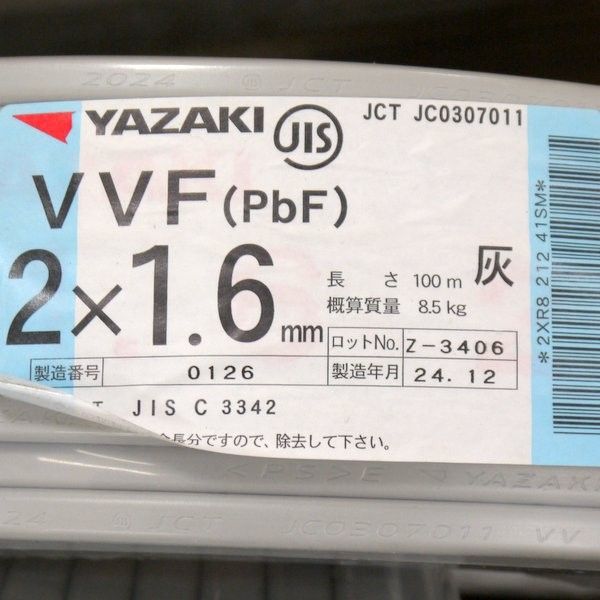 2024 JCT JC030
YAZAKI JIS JCT JC0307011
VVF(PbF)
2×1.6mm
長さ 100m 灰
概算質量 8.5kg
ロットNo. Z-3406
製造番号 0126 製造年月 24.12
JIS C 3342
長分ですので、除去して下さい。
*2XR8 212 41SM*
<PS>E YAZAKI
24 JCT JC0307011 VV